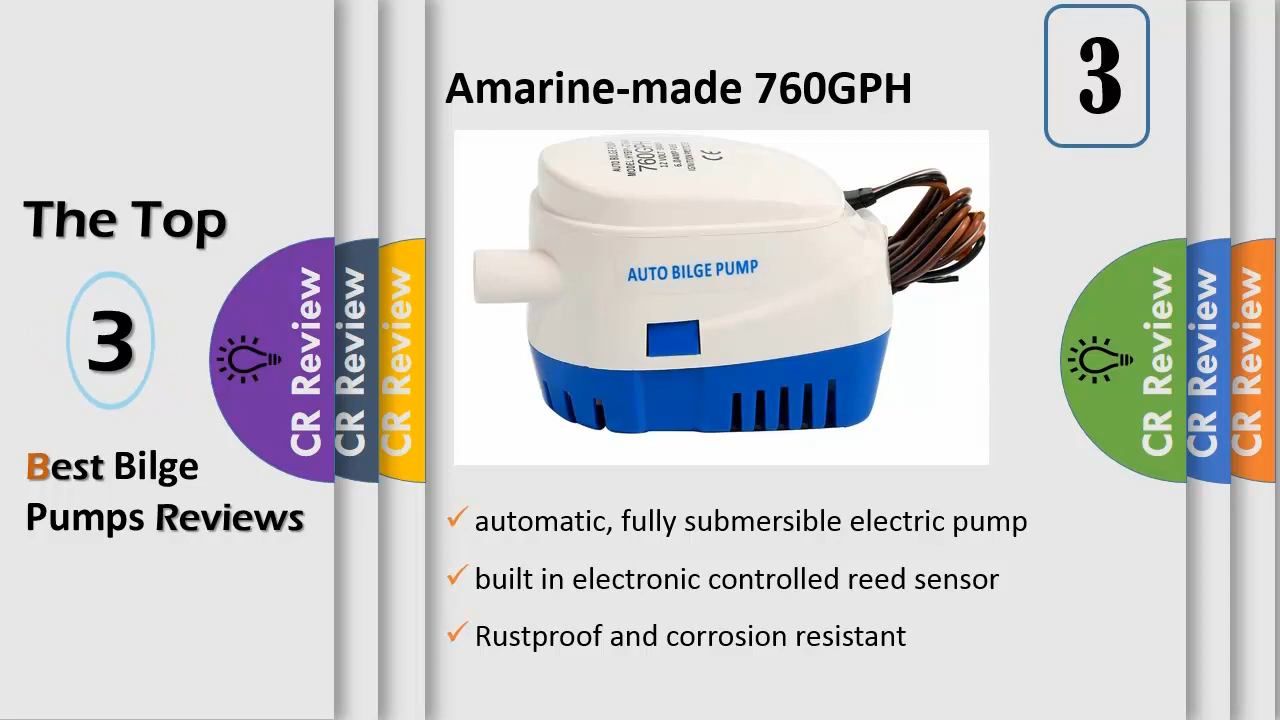 The Top
3
Best Bilge
Pumps Reviews
CR Review
CR Review
CR Review
Amarine-made 760GPH
3
760GPH
12 VOLT
CE
AUTO BILGE PUMP
automatic, fully submersible electric pump
built in electronic controlled reed sensor
Rustproof and corrosion resistant
CR Review
CR Review
CR Review